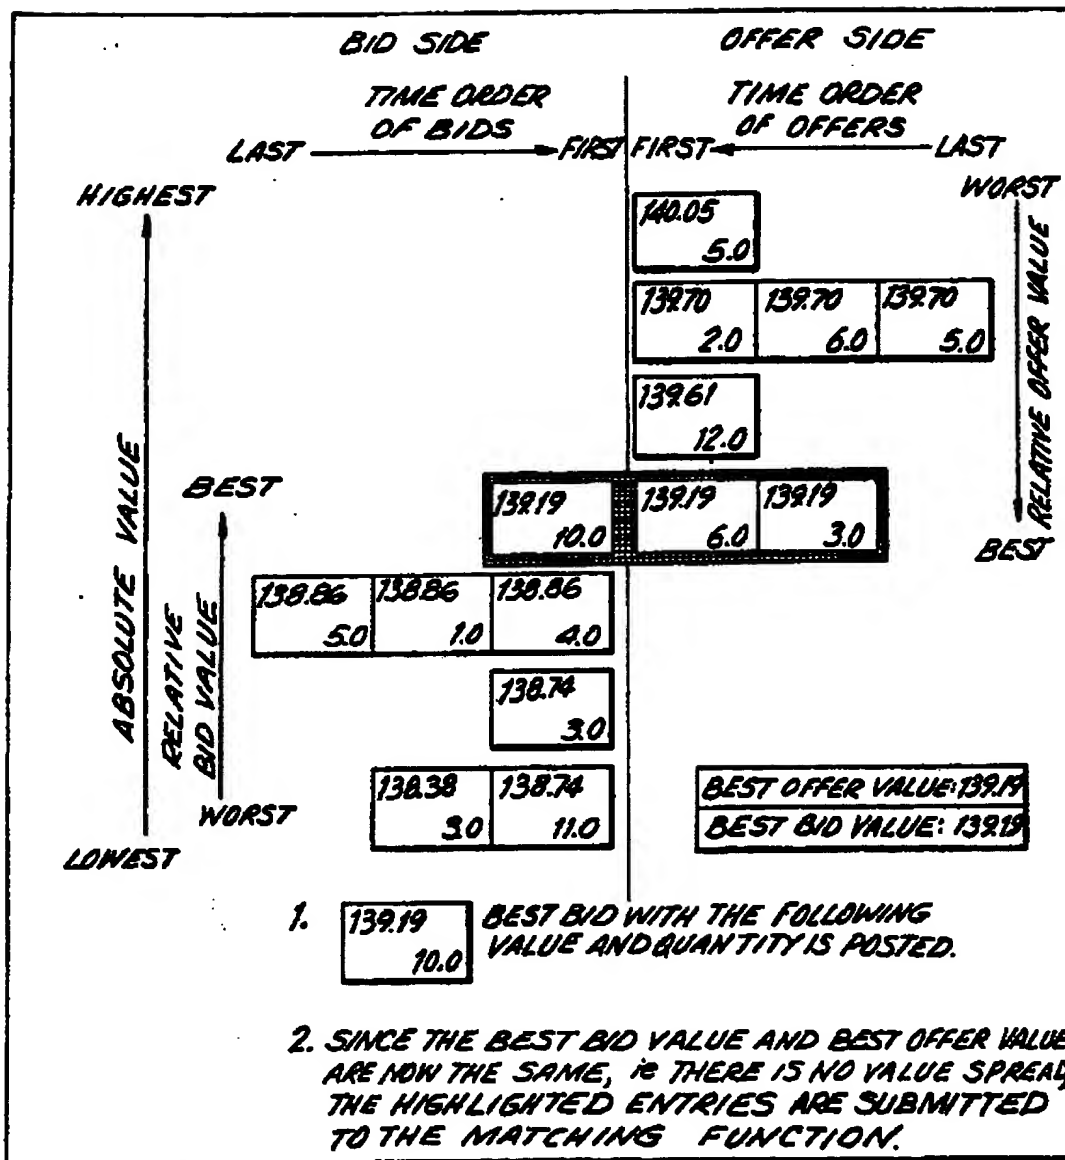 BID SIDE OFFER SIDE
TIME ORDER OF BIDS
TIME ORDER OF OFFERS
LAST FIRST FIRST LAST
HIGHEST
WORST
140.05
5.0
139.70 139.70 139.70
2.0 6.0 5.0
139.61
12.0
RELATIVE OFFER VALUE
BEST
BEST
139.19 139.19 139.19
10.0 6.0 3.0
ABSOLUTE VALUE
RELATIVE
BID VALUE
138.86 138.86 138.86
5.0 1.0 4.0
138.74
3.0
138.38 138.74
3.0 11.0
WORST
LOWEST
BEST OFFER VALUE: 139.19
BEST BID VALUE: 139.19
1. 139.19
10.0
BEST BID WITH THE FOLLOWING
VALUE AND QUANTITY IS POSTED.
2. SINCE THE BEST BID VALUE AND BEST OFFER VALUE
ARE NOW THE SAME, ie THERE IS NO VALUE SPREAD,
THE HIGHLIGHTED ENTRIES ARE SUBMITTED
TO THE MATCHING FUNCTION.